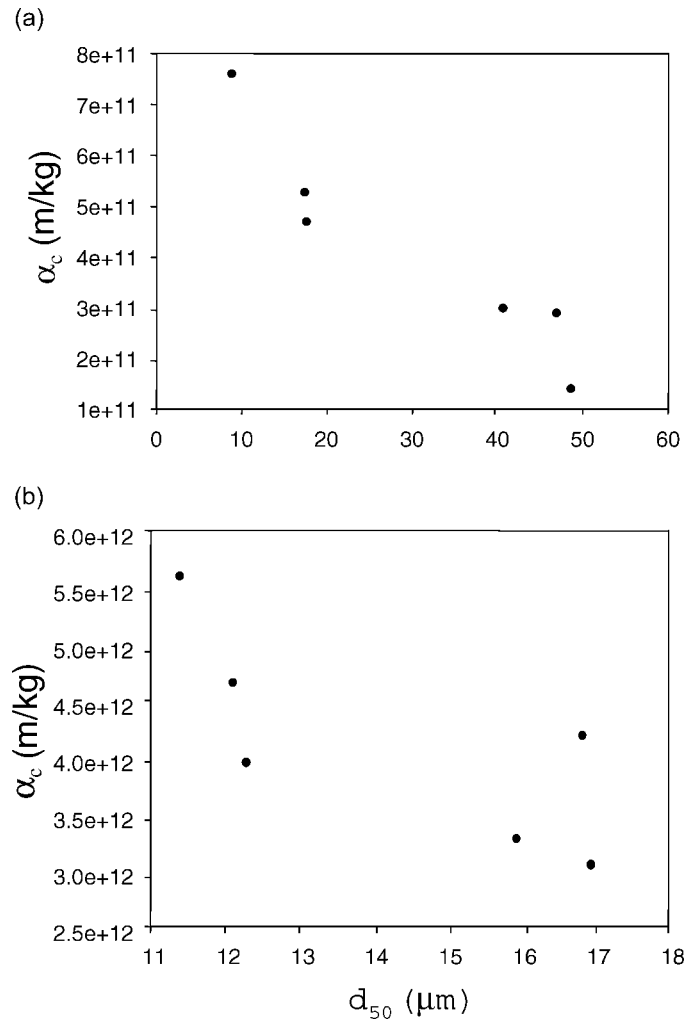 (a)
8e+11
7e+11
6e+11
5e+11
4e+11
3e+11
2e+11
1e+11
αc (m/kg)
0 10 20 30 40 50 60
(b)
6.0e+12
5.5e+12
5.0e+12
4.5e+12
4.0e+12
3.5e+12
3.0e+12
2.5e+12
αc (m/kg)
11 12 13 14 15 16 17 18
d50 (μm)